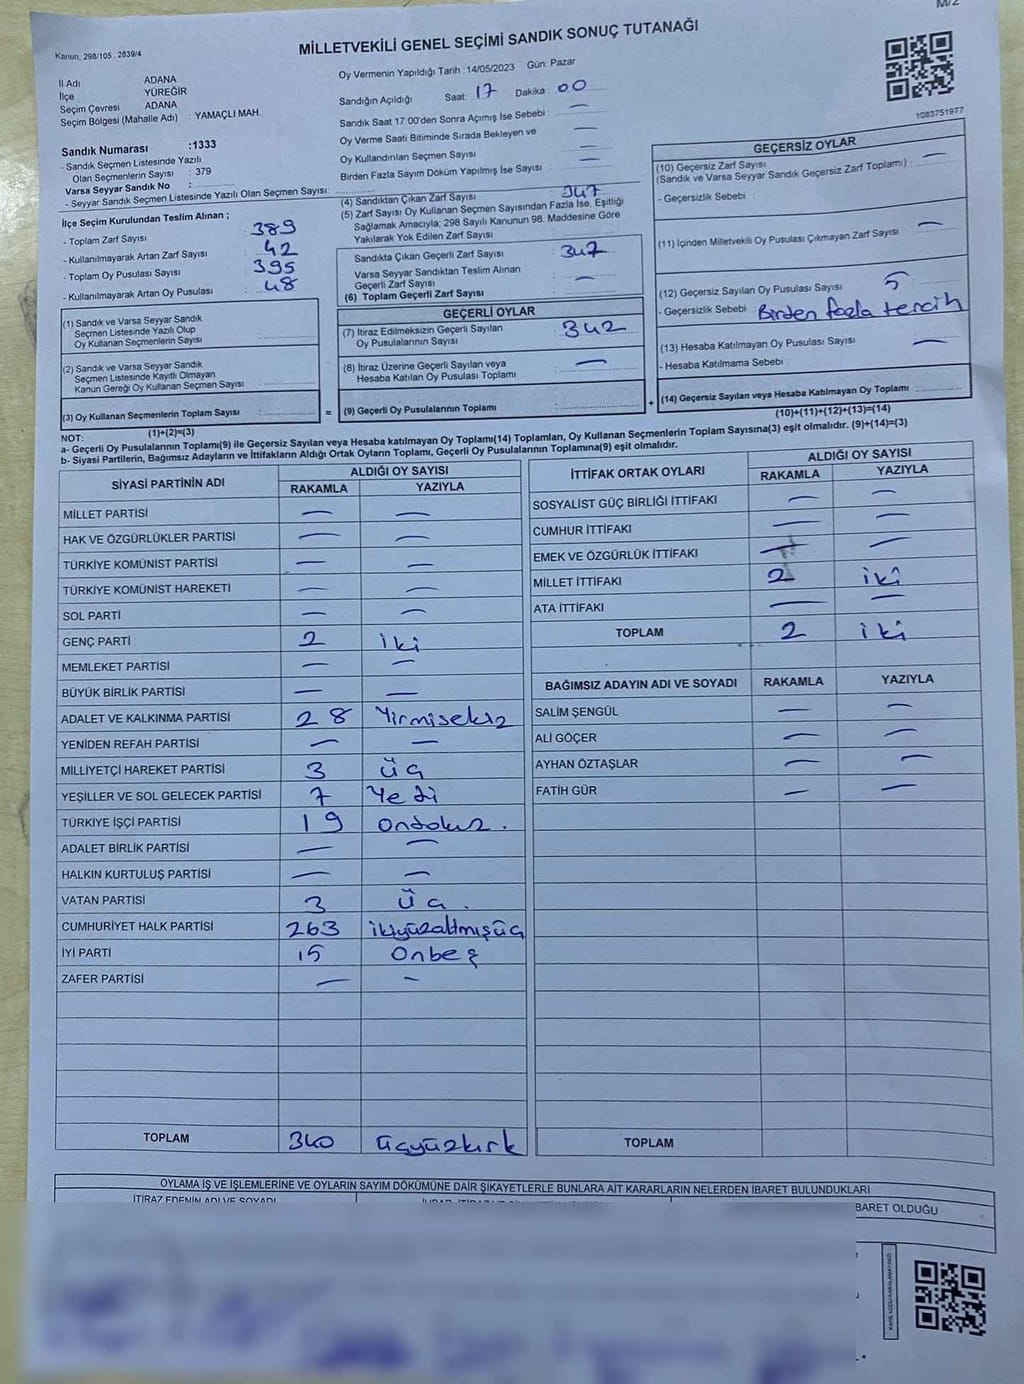 M/2
Kanun: 298/105 . 2839/4
MİLLETVEKİLİ GENEL SEÇİMİ SANDIK SONUÇ TUTANAĞI
İl Adı ADANA
İlçe YÜREĞİR
Seçim Çevresi ADANA
Seçim Bölgesi (Mahalle Adı) : YAMAÇLI MAH.
Oy Vermenin Yapıldığı Tarih : 14/05/2023 Gün: Pazar
Sandığın Açıldığı Saat: 17 Dakika : 00
Sandık Saat 17:00'den Sonra Açımış İse Sebebi : —
Oy Verme Saati Bitiminde Sırada Bekleyen ve
Oy Kullandırılan Seçmen Sayısı : —
Birden Fazla Sayım Döküm Yapılmış İse Sayısı : —
1083751977
Sandık Numarası :1333
- Sandık Seçmen Listesinde Yazılı
Olan Seçmenlerin Sayısı : 379
Varsa Seyyar Sandık No :
- Seyyar Sandık Seçmen Listesinde Yazılı Olan Seçmen Sayısı:
İlçe Seçim Kurulundan Teslim Alınan ;
- Toplam Zarf Sayısı : 389
- Kullanılmayarak Artan Zarf Sayısı : 42
- Toplam Oy Pusulası Sayısı : 395
- Kullanılmayarak Artan Oy Pusulası : 48
(1) Sandık ve Varsa Seyyar Sandık
Seçmen Listesinde Yazılı Olup
Oy Kullanan Seçmenlerin Sayısı :
(2) Sandık ve Varsa Seyyar Sandık
Seçmen Listesinde Kayıtlı Olmayan
Kanun Gereği Oy Kullanan Seçmen Sayısı :
(3) Oy Kullanan Seçmenlerin Toplam Sayısı :
(1)+(2)=(3)
(4) Sandıktan Çıkan Zarf Sayısı : 347
(5) Zarf Sayısı Oy Kullanan Seçmen Sayısından Fazla İse, Eşitliği
Sağlamak Amacıyla, 298 Sayılı Kanunun 98. Maddesine Göre
Yakılarak Yok Edilen Zarf Sayısı :
Sandıkta Çıkan Geçerli Zarf Sayısı : 347
Varsa Seyyar Sandıktan Teslim Alınan
Geçerli Zarf Sayısı : —
(6) Toplam Geçerli Zarf Sayısı :
GEÇERLİ OYLAR
(7) İtiraz Edilmeksizin Geçerli Sayılan
Oy Pusulalarının Sayısı : 342
(8) İtiraz Üzerine Geçerli Sayılan veya
Hesaba Katılan Oy Pusulası Toplamı : —
= (9) Geçerli Oy Pusulalarının Toplamı :
GEÇERSİZ OYLAR
(10) Geçersiz Zarf Sayısı
(Sandık ve Varsa Seyyar Sandık Geçersiz Zarf Toplamı) : —
- Geçersizlik Sebebi :
(11) İçinden Milletvekili Oy Pusulası Çıkmayan Zarf Sayısı : —
(12) Geçersiz Sayılan Oy Pusulası Sayısı : 5
- Geçersizlik Sebebi : Birden fazla tercih
(13) Hesaba Katılmayan Oy Pusulası Sayısı : —
- Hesaba Katılmama Sebebi :
+ (14) Geçersiz Sayılan veya Hesaba Katılmayan Oy Toplamı :
(10)+(11)+(12)+(13)=(14)
NOT:
a- Geçerli Oy Pusulalarının Toplamı(9) ile Geçersiz Sayılan veya Hesaba katılmayan Oy Toplamı(14) Toplamları, Oy Kullanan Seçmenlerin Toplam Sayısına(3) eşit olmalıdır. (9)+(14)=(3)
b- Siyasi Partilerin, Bağımsız Adayların ve İttifakların Aldığı Ortak Oyların Toplamı, Geçerli Oy Pusulalarının Toplamına(9) eşit olmalıdır.
SİYASİ PARTİNİN ADI ALDIĞI OY SAYISI
RAKAMLA YAZIYLA
MİLLET PARTİSİ — —
HAK VE ÖZGÜRLÜKLER PARTİSİ — —
TÜRKİYE KOMÜNİST PARTİSİ — —
TÜRKİYE KOMÜNİST HAREKETİ — —
SOL PARTİ — —
GENÇ PARTİ 2 iki
MEMLEKET PARTİSİ — —
BÜYÜK BİRLİK PARTİSİ — —
ADALET VE KALKINMA PARTİSİ 28 Yirmisekiz
YENİDEN REFAH PARTİSİ — —
MİLLİYETÇİ HAREKET PARTİSİ 3 üç
YEŞİLLER VE SOL GELECEK PARTİSİ 7 Yedi
TÜRKİYE İŞÇİ PARTİSİ 19 ondokuz.
ADALET BİRLİK PARTİSİ — —
HALKIN KURTULUŞ PARTİSİ — —
VATAN PARTİSİ 3 üç.
CUMHURİYET HALK PARTİSİ 263 ikiyüzaltmışüç
İYİ PARTİ 15 Onbeş
ZAFER PARTİSİ — —
TOPLAM 340 üçyüzkırk
İTTİFAK ORTAK OYLARI ALDIĞI OY SAYISI
RAKAMLA YAZIYLA
SOSYALİST GÜÇ BİRLİĞİ İTTİFAKI — —
CUMHUR İTTİFAKI — —
EMEK VE ÖZGÜRLÜK İTTİFAKI — —
MİLLET İTTİFAKI 2 iki
ATA İTTİFAKI — —
TOPLAM 2 iki
BAĞIMSIZ ADAYIN ADI VE SOYADI RAKAMLA YAZIYLA
SALİM ŞENGÜL — —
ALİ GÖÇER — —
AYHAN ÖZTAŞLAR — —
FATİH GÜR — —
TOPLAM
OYLAMA İŞ VE İŞLEMLERİNE VE OYLARIN SAYIM DÖKÜMÜNE DAİR ŞİKAYETLERLE BUNLARA AİT KARARLARIN NELERDEN İBARET BULUNDUKLARI
İTİRAZ EDENİN ADI VE SOYADI
BARET OLDUĞU